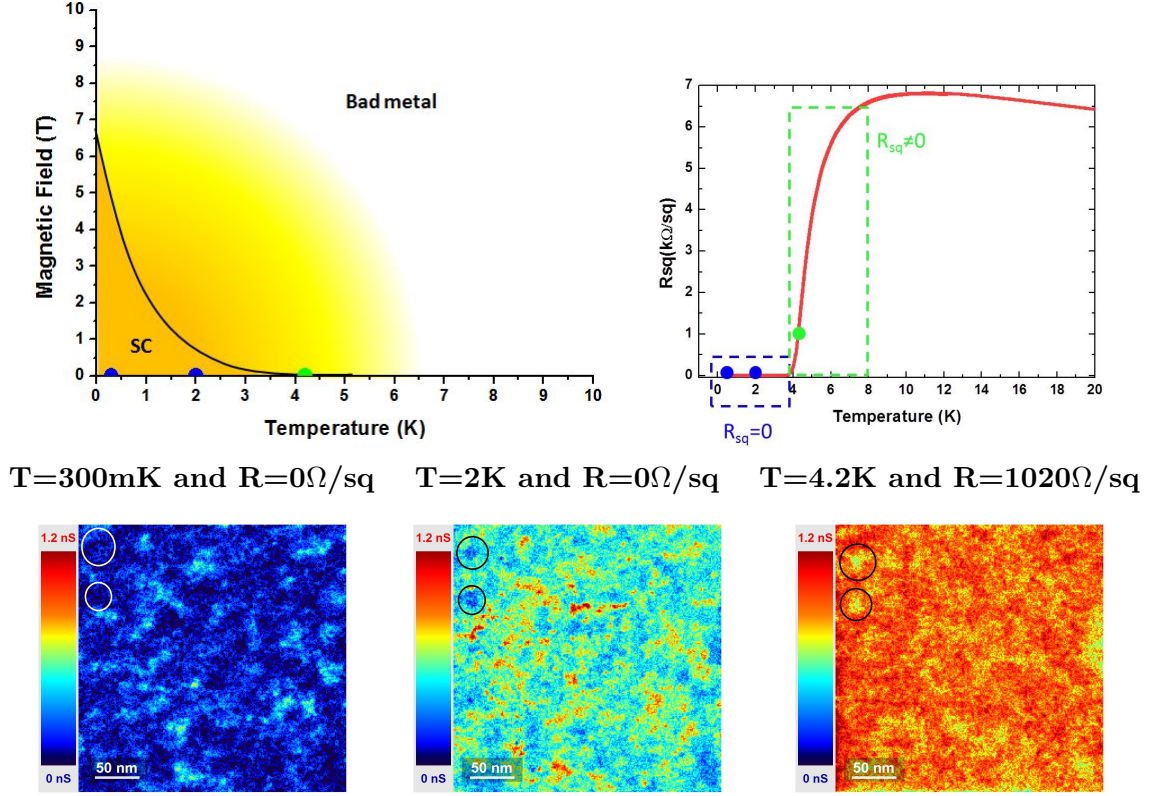 10
9
8
7
6
5
4
3
2
1
0
Magnetic Field (T)
Bad metal
SC
0 1 2 3 4 5 6 7 8 9 10
Temperature (K)
7
6
5
4
3
2
1
0
Rsq(kΩ/sq)
R_sq≠0
0 2 4 6 8 10 12 14 16 18 20
Temperature (K)
R_sq=0
T=300mK and R=0Ω/sq
T=2K and R=0Ω/sq
T=4.2K and R=1020Ω/sq
1.2 nS
0 nS
50 nm
1.2 nS
0 nS
50 nm
1.2 nS
0 nS
50 nm